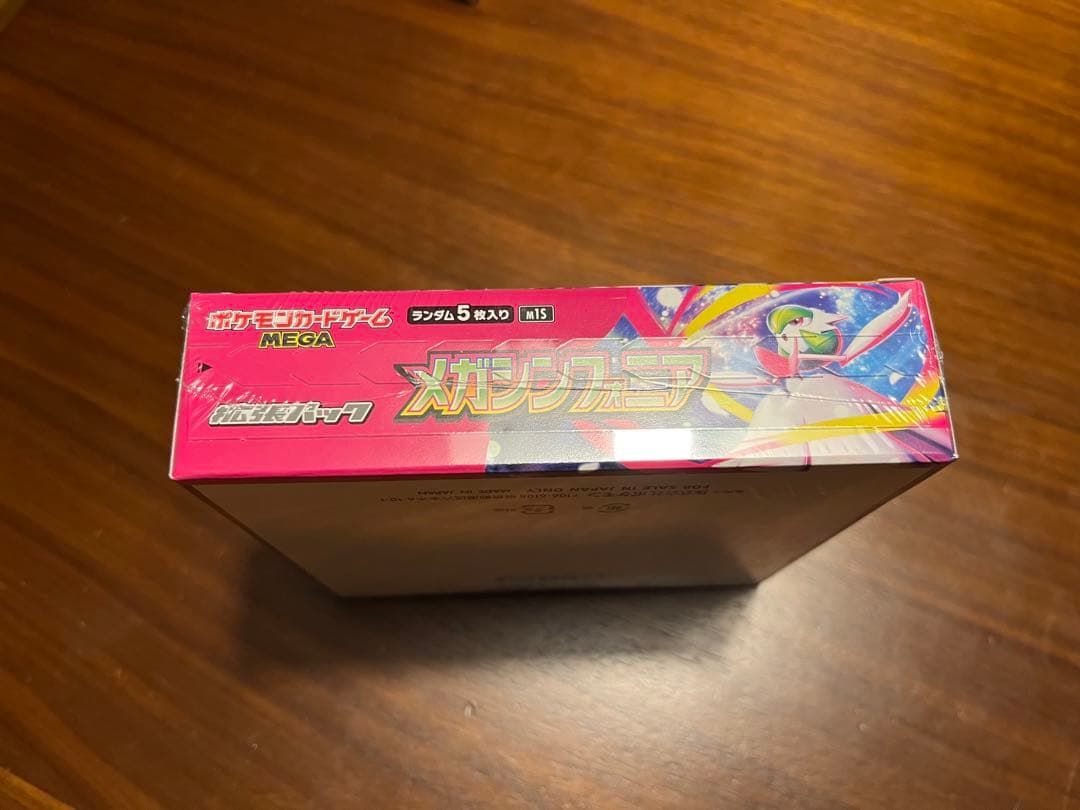 ポケモンカードゲーム
MEGA
ランダム5枚入り
M1S
拡張パック
メガシンフォニア
FOR SALE IN JAPAN ONLY MADE IN JAPAN